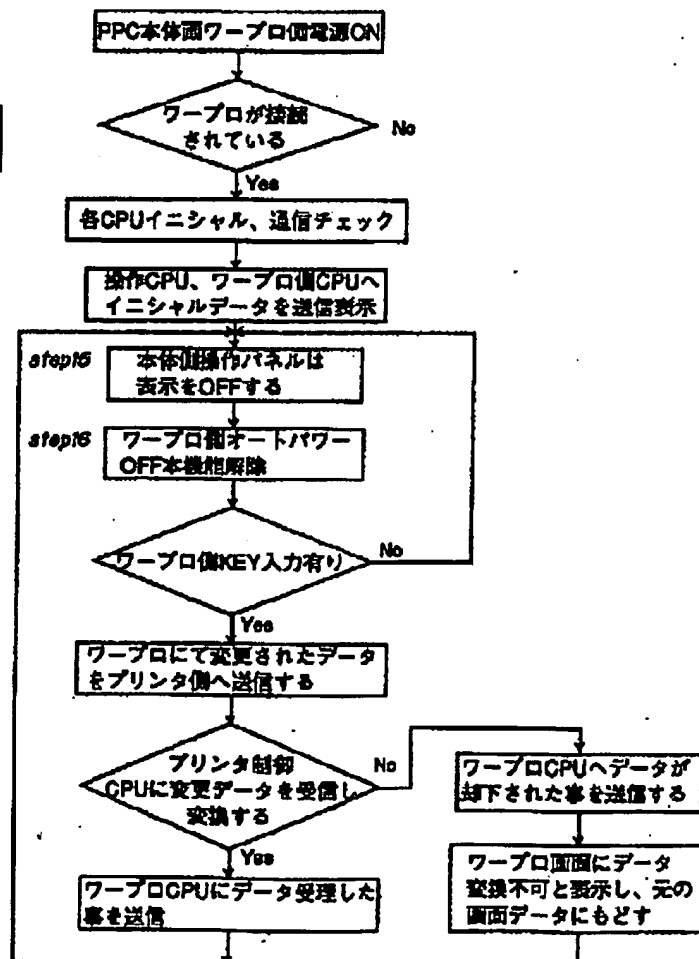 PPC本体面ワープロ側電源ON
ワープロが接続
されている
No
Yes
各CPUイニシャル、通信チェック
操作CPU、ワープロ側CPUへ
イニシャルデータを送信表示
step15
本体側操作パネルは
表示をOFFする
step16
ワープロ側オートパワー
OFF本機能解除
ワープロ側KEY入力有り
No
Yes
ワープロにて変更されたデータ
をプリンタ側へ送信する
プリンタ制御
CPUに変更データを受信し
変換する
No
Yes
ワープロCPUへデータが
却下された事を送信する
ワープロCPUにデータ受理した
事を送信
ワープロ画面にデータ
変換不可と表示し、元の
画面データにもどす